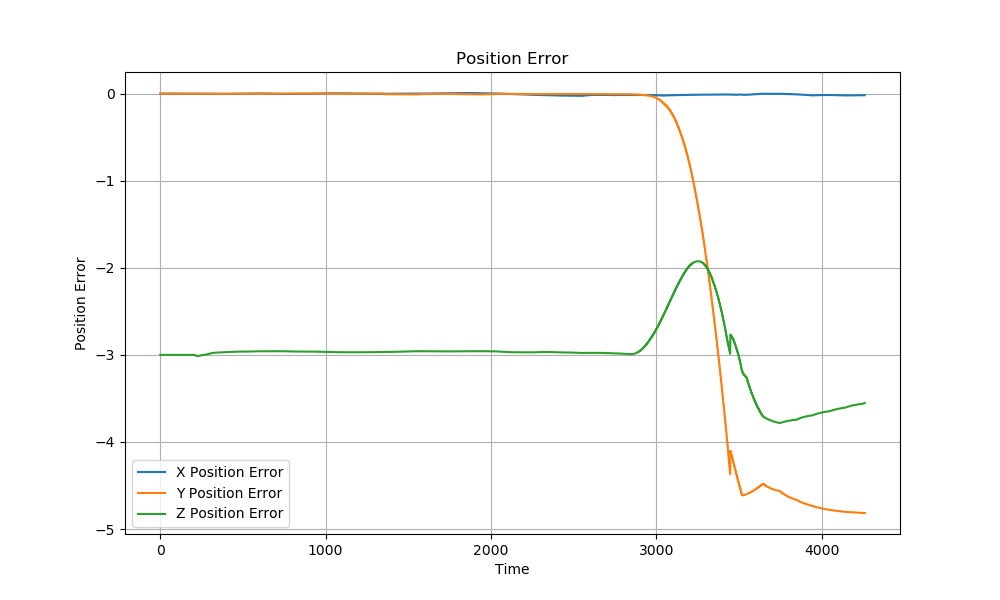 Position Error
0
−1
−2
−3
−4
−5
Position Error
X Position Error
Y Position Error
Z Position Error
0
1000
2000
3000
4000
Time